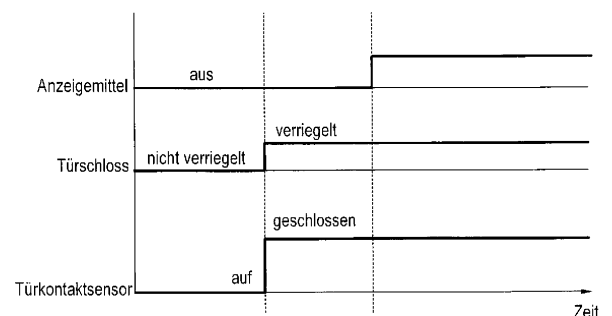 aus
Anzeigemittel
verriegelt
nicht verriegelt
Türschloss
geschlossen
auf
Türkontaktsensor
Zeit